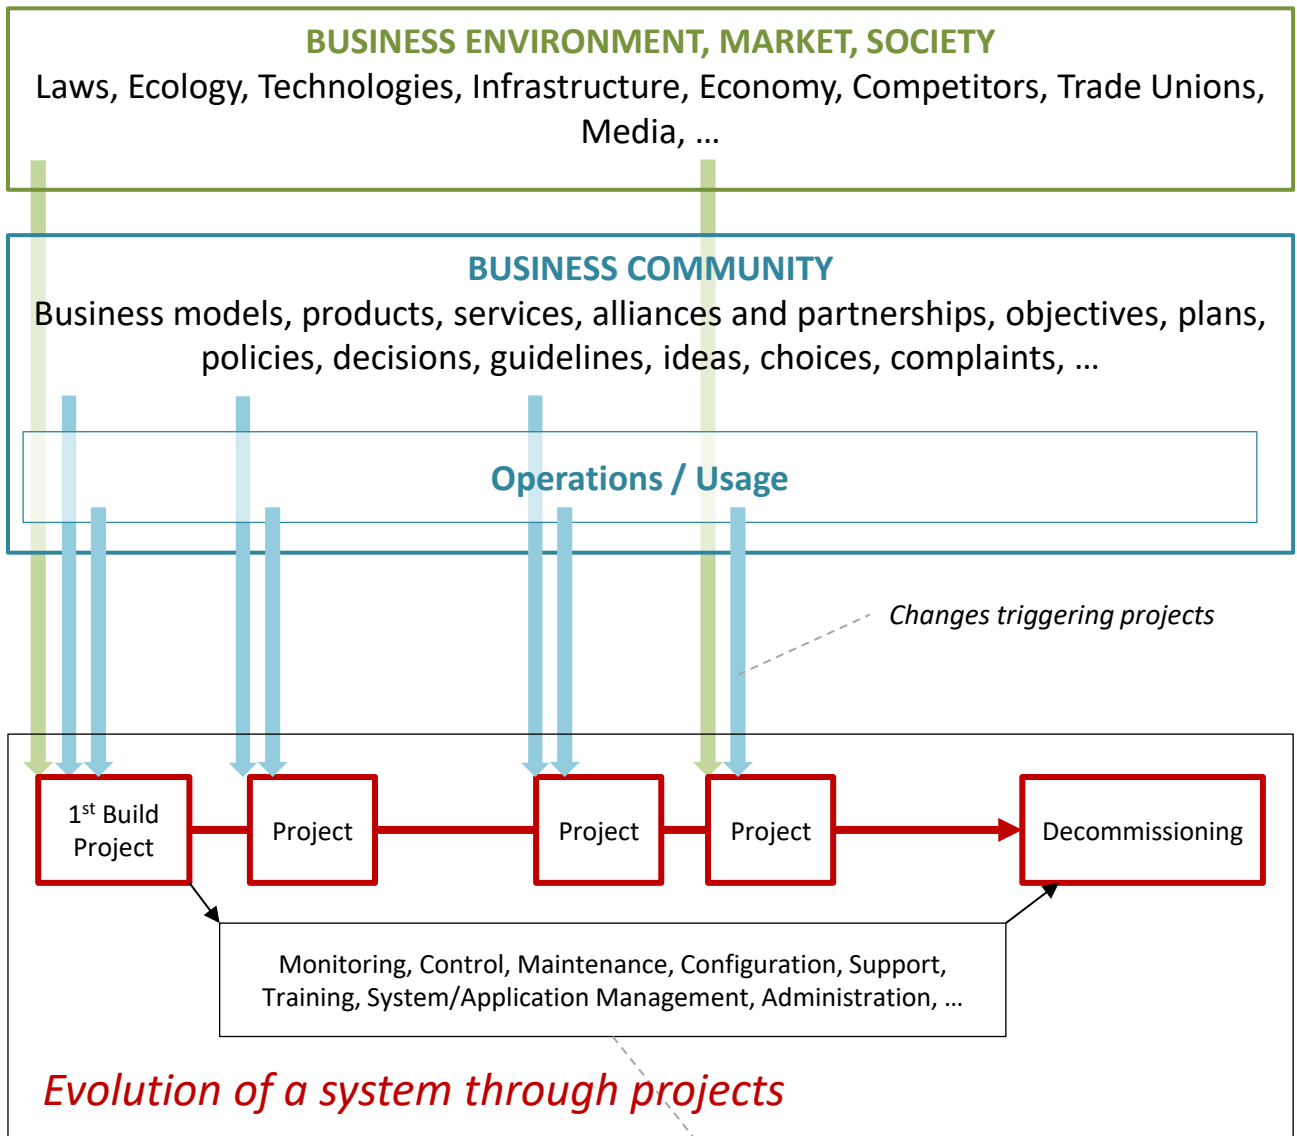 BUSINESS ENVIRONMENT, MARKET, SOCIETY
Laws, Ecology, Technologies, Infrastructure, Economy, Competitors, Trade Unions,
Media, ...
BUSINESS COMMUNITY
Business models, products, services, alliances and partnerships, objectives, plans,
policies, decisions, guidelines, ideas, choices, complaints, ...
Operations / Usage
Changes triggering projects
1st Build
Project
Project
Project
Project
Decommissioning
Monitoring, Control, Maintenance, Configuration, Support,
Training, System/Application Management, Administration, ...
Evolution of a system through projects